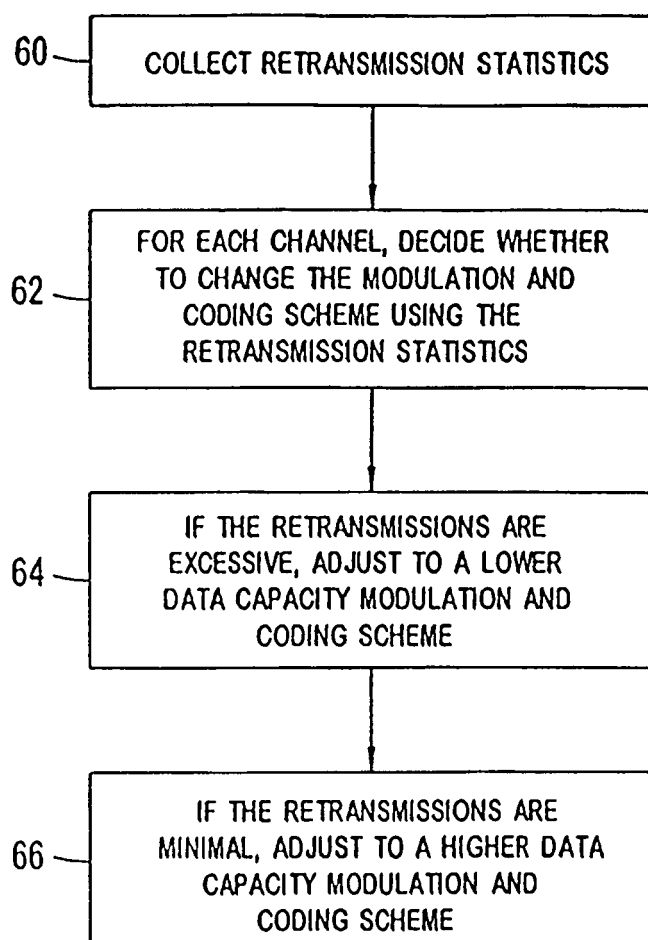 60
COLLECT RETRANSMISSION STATISTICS
62
FOR EACH CHANNEL, DECIDE WHETHER
TO CHANGE THE MODULATION AND
CODING SCHEME USING THE
RETRANSMISSION STATISTICS
64
IF THE RETRANSMISSIONS ARE
EXCESSIVE, ADJUST TO A LOWER
DATA CAPACITY MODULATION AND
CODING SCHEME
66
IF THE RETRANSMISSIONS ARE
MINIMAL, ADJUST TO A HIGHER DATA
CAPACITY MODULATION AND
CODING SCHEME